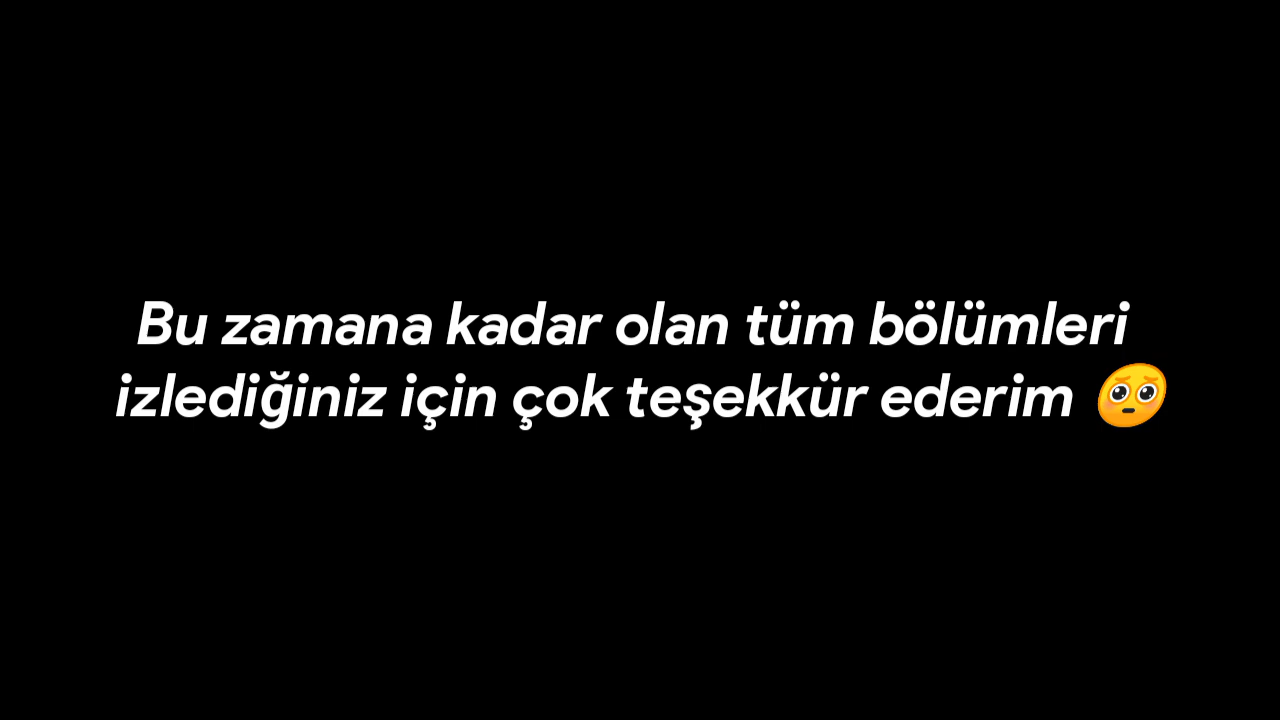 Bu zamana kadar olan tüm bölümleri
izlediğiniz için çok teşekkür ederim 🥺